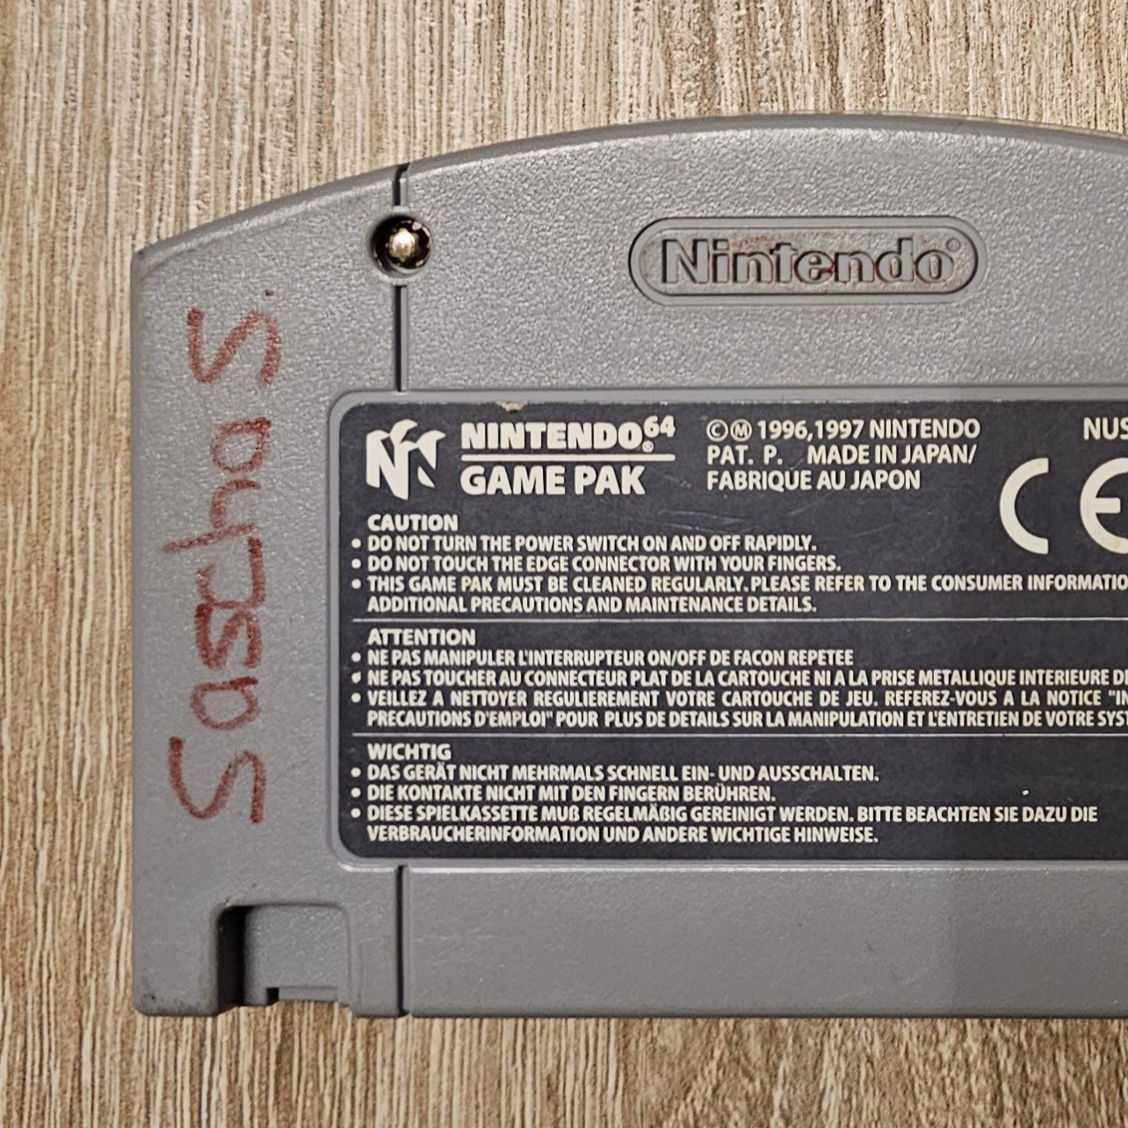 Sascha S.
Nintendo®
NINTENDO64®
GAME PAK
©Ⓜ 1996,1997 NINTENDO
PAT. P. MADE IN JAPAN/
FABRIQUE AU JAPON
NUS
CE
CAUTION
• DO NOT TURN THE POWER SWITCH ON AND OFF RAPIDLY.
• DO NOT TOUCH THE EDGE CONNECTOR WITH YOUR FINGERS.
• THIS GAME PAK MUST BE CLEANED REGULARLY. PLEASE REFER TO THE CONSUMER INFORMATIO
ADDITIONAL PRECAUTIONS AND MAINTENANCE DETAILS.
ATTENTION
• NE PAS MANIPULER L'INTERRUPTEUR ON/OFF DE FACON REPETEE
• NE PAS TOUCHER AU CONNECTEUR PLAT DE LA CARTOUCHE NI A LA PRISE METALLIQUE INTERIEURE
• VEILLEZ A NETTOYER REGULIEREMENT VOTRE CARTOUCHE DE JEU. REFEREZ-VOUS A LA NOTICE "IN
PRECAUTIONS D'EMPLOI" POUR PLUS DE DETAILS SUR LA MANIPULATION ET L'ENTRETIEN DE VOTRE SYST
WICHTIG
• DAS GERÄT NICHT MEHRMALS SCHNELL EIN- UND AUSSCHALTEN.
• DIE KONTAKTE NICHT MIT DEN FINGERN BERÜHREN.
• DIESE SPIELKASSETTE MUß REGELMÄßIG GEREINIGT WERDEN. BITTE BEACHTEN SIE DAZU DIE
VERBRAUCHERINFORMATION UND ANDERE WICHTIGE HINWEISE.